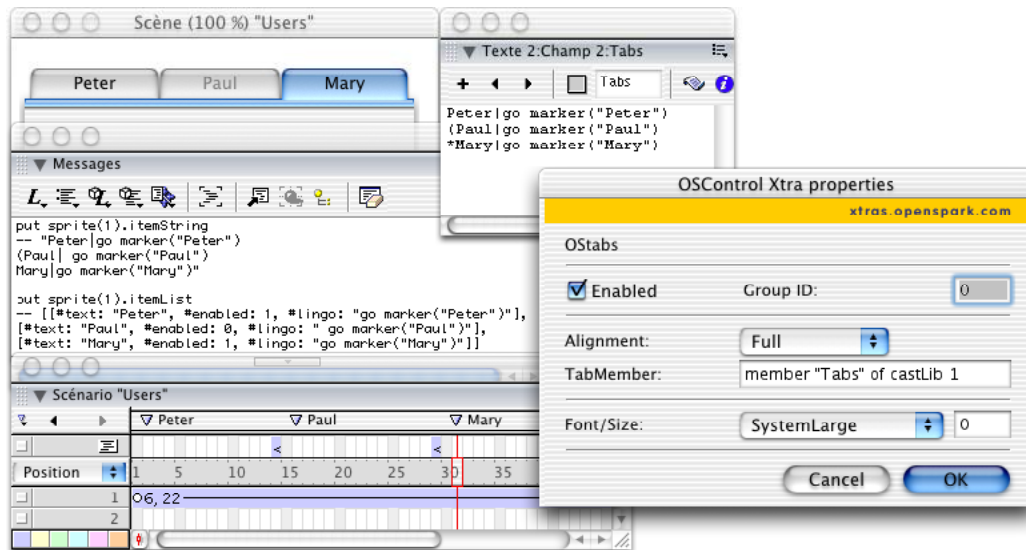 Scène (100 %) "Users"
Peter
Paul
Mary
Texte 2:Champ 2:Tabs
Tabs
Peter|go marker("Peter")
(Paul|go marker("Paul")
*Mary|go marker("Mary")
Messages
put sprite(1).itemString
-- "Peter|go marker("Peter")
(Paul| go marker("Paul")
Mary|go marker("Mary")"
put sprite(1).itemList
-- [[#text: "Peter", #enabled: 1, #lingo: "go marker("Peter")"],
[#text: "Paul", #enabled: 0, #lingo: " go marker("Paul")"],
[#text: "Mary", #enabled: 1, #lingo: "go marker("Mary")"]]
OSControl Xtra properties
xtras.openspark.com
OStabs
Enabled
Group ID:
0
Alignment:
Full
TabMember:
member "Tabs" of castLib 1
Font/Size:
SystemLarge
0
Cancel
OK
Scénario "Users"
Peter
Paul
Mary
Position
1 5 10 15 20 25 30 35
1
6, 22
2